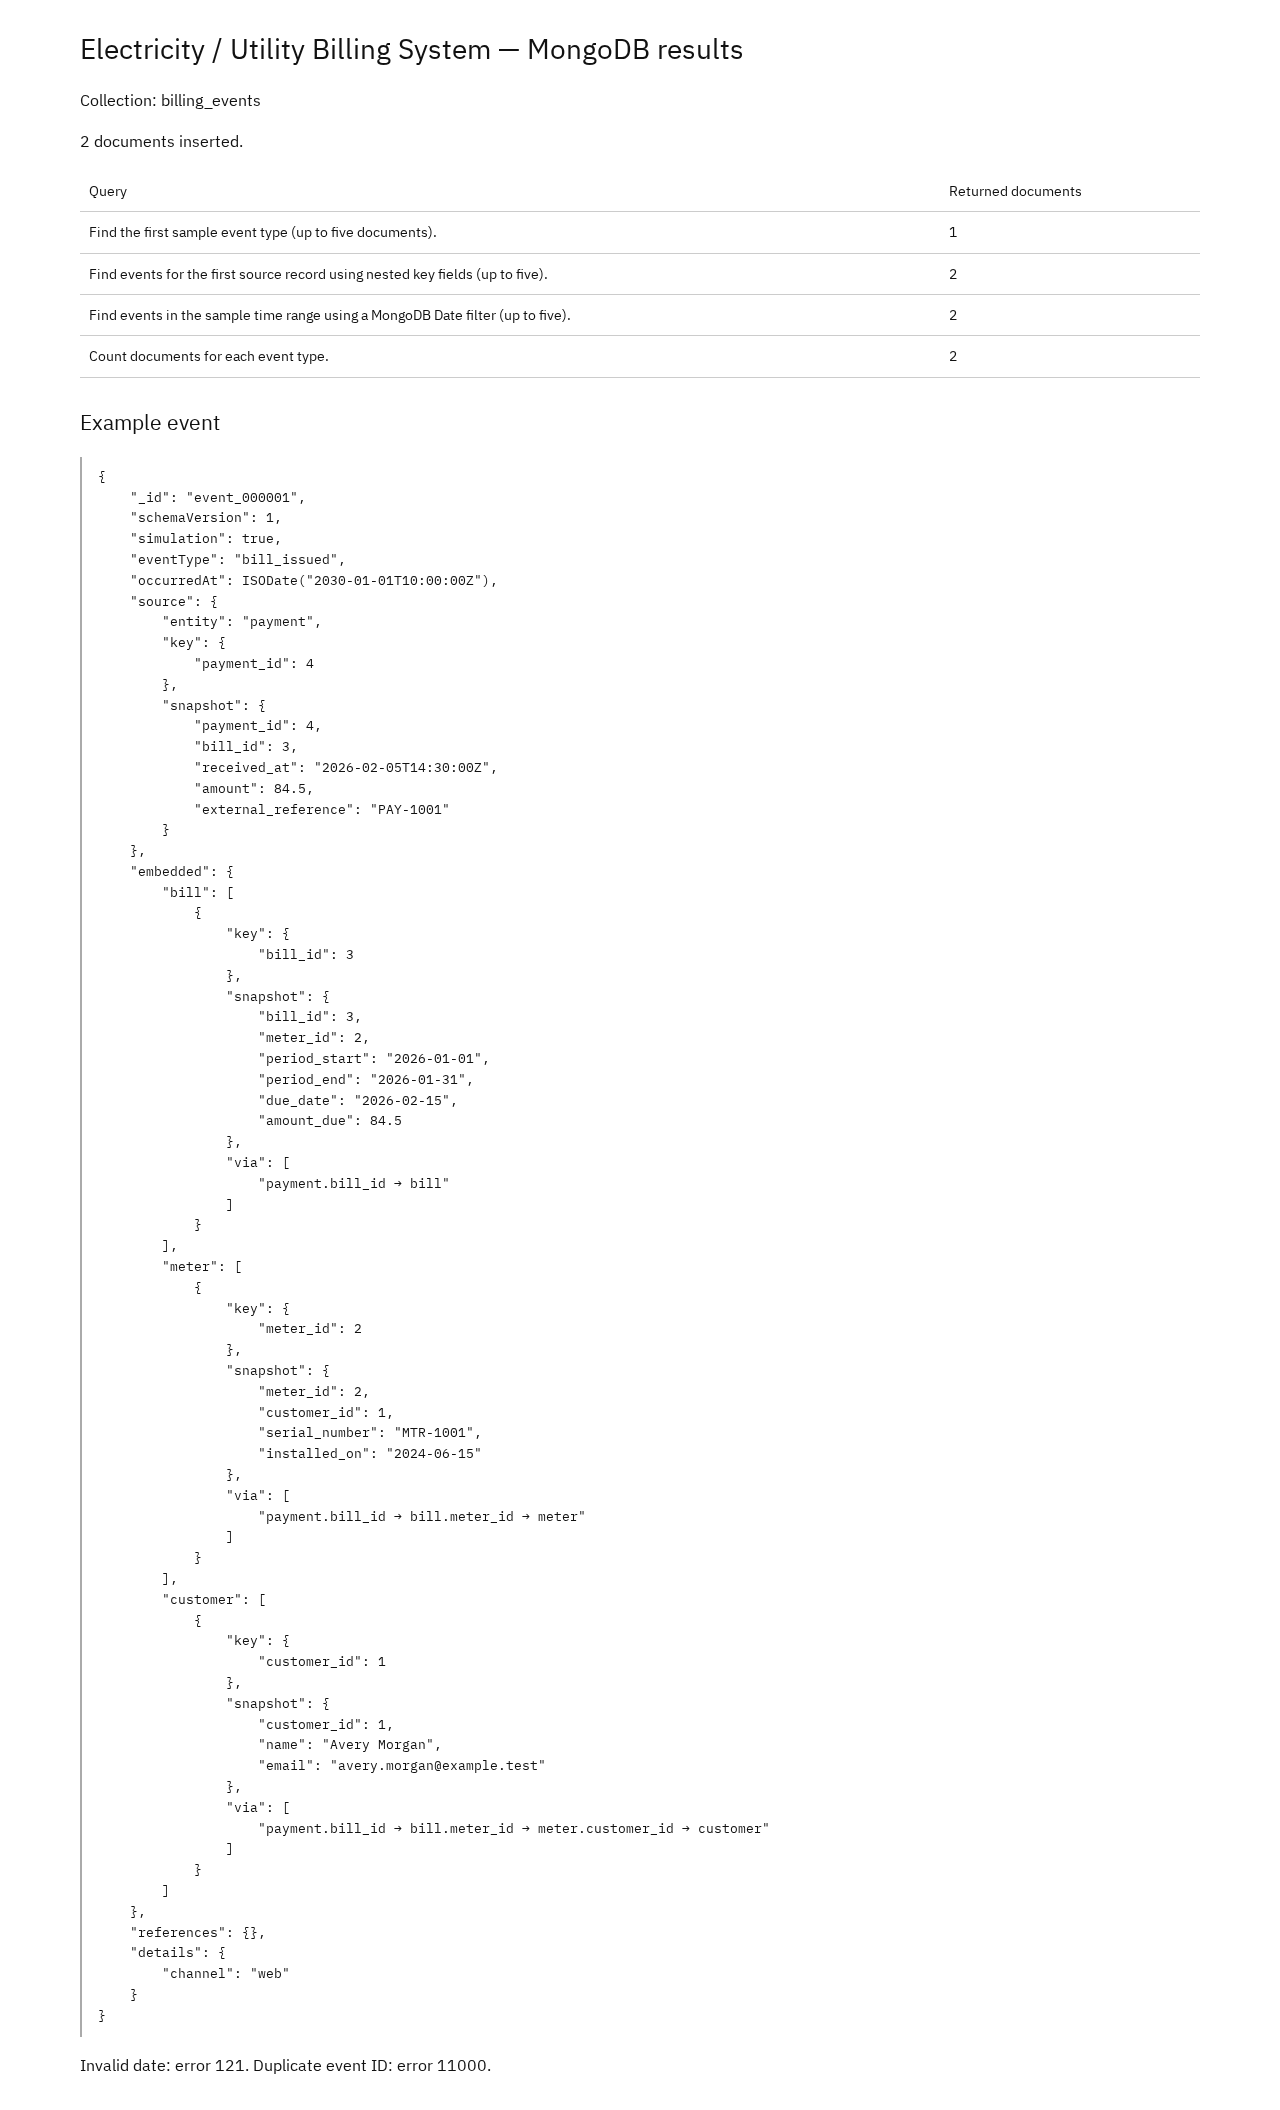 Electricity / Utility Billing System — MongoDB results
Collection: billing_events
2 documents inserted.
Query Returned documents
Find the first sample event type (up to five documents). 1
Find events for the first source record using nested key fields (up to five). 2
Find events in the sample time range using a MongoDB Date filter (up to five). 2
Count documents for each event type. 2
Example event
{
    "_id": "event_000001",
    "schemaVersion": 1,
    "simulation": true,
    "eventType": "bill_issued",
    "occurredAt": ISODate("2030-01-01T10:00:00Z"),
    "source": {
        "entity": "payment",
        "key": {
            "payment_id": 4
        },
        "snapshot": {
            "payment_id": 4,
            "bill_id": 3,
            "received_at": "2026-02-05T14:30:00Z",
            "amount": 84.5,
            "external_reference": "PAY-1001"
        }
    },
    "embedded": {
        "bill": [
            {
                "key": {
                    "bill_id": 3
                },
                "snapshot": {
                    "bill_id": 3,
                    "meter_id": 2,
                    "period_start": "2026-01-01",
                    "period_end": "2026-01-31",
                    "due_date": "2026-02-15",
                    "amount_due": 84.5
                },
                "via": [
                    "payment.bill_id → bill"
                ]
            }
        ],
        "meter": [
            {
                "key": {
                    "meter_id": 2
                },
                "snapshot": {
                    "meter_id": 2,
                    "customer_id": 1,
                    "serial_number": "MTR-1001",
                    "installed_on": "2024-06-15"
                },
                "via": [
                    "payment.bill_id → bill.meter_id → meter"
                ]
            }
        ],
        "customer": [
            {
                "key": {
                    "customer_id": 1
                },
                "snapshot": {
                    "customer_id": 1,
                    "name": "Avery Morgan",
                    "email": "avery.morgan@example.test"
                },
                "via": [
                    "payment.bill_id → bill.meter_id → meter.customer_id → customer"
                ]
            }
        ]
    },
    "references": {},
    "details": {
        "channel": "web"
    }
}
Invalid date: error 121. Duplicate event ID: error 11000.